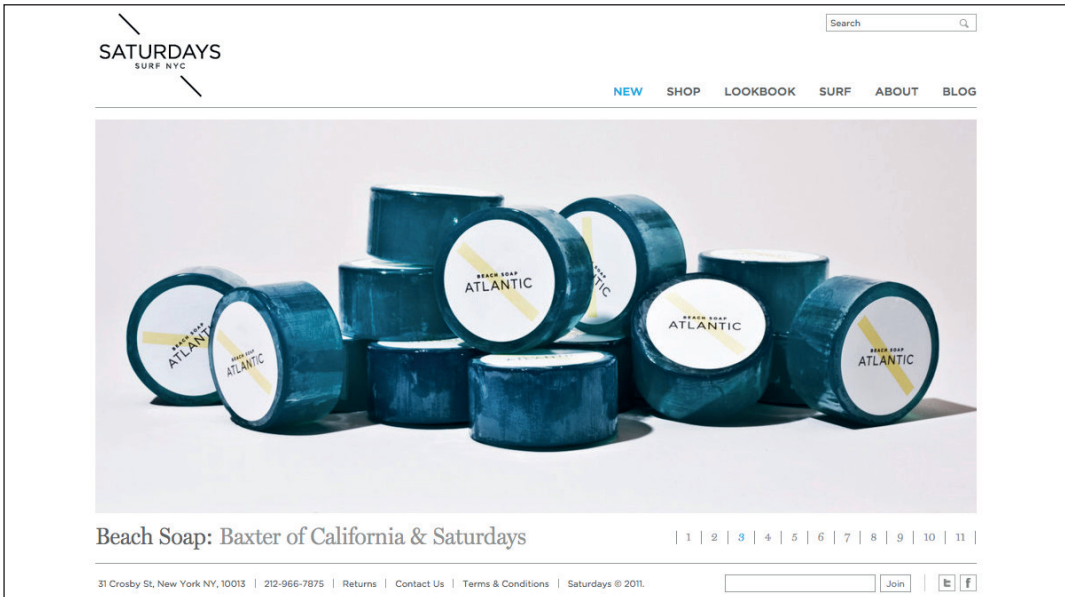 SATURDAYS
SURF NYC
Search
NEW SHOP LOOKBOOK SURF ABOUT BLOG
BEACH SOAP
ATLANTIC
BEACH SOAP
ATLANTIC
BEACH SOAP
ATLANTIC
BEACH SOAP
ATLANTIC
BEACH SOAP
ATLANTIC
Beach Soap: Baxter of California & Saturdays
| 1 | 2 | 3 | 4 | 5 | 6 | 7 | 8 | 9 | 10 | 11 |
31 Crosby St, New York NY, 10013 | 212-966-7875 | Returns | Contact Us | Terms & Conditions | Saturdays © 2011.
Join
t f